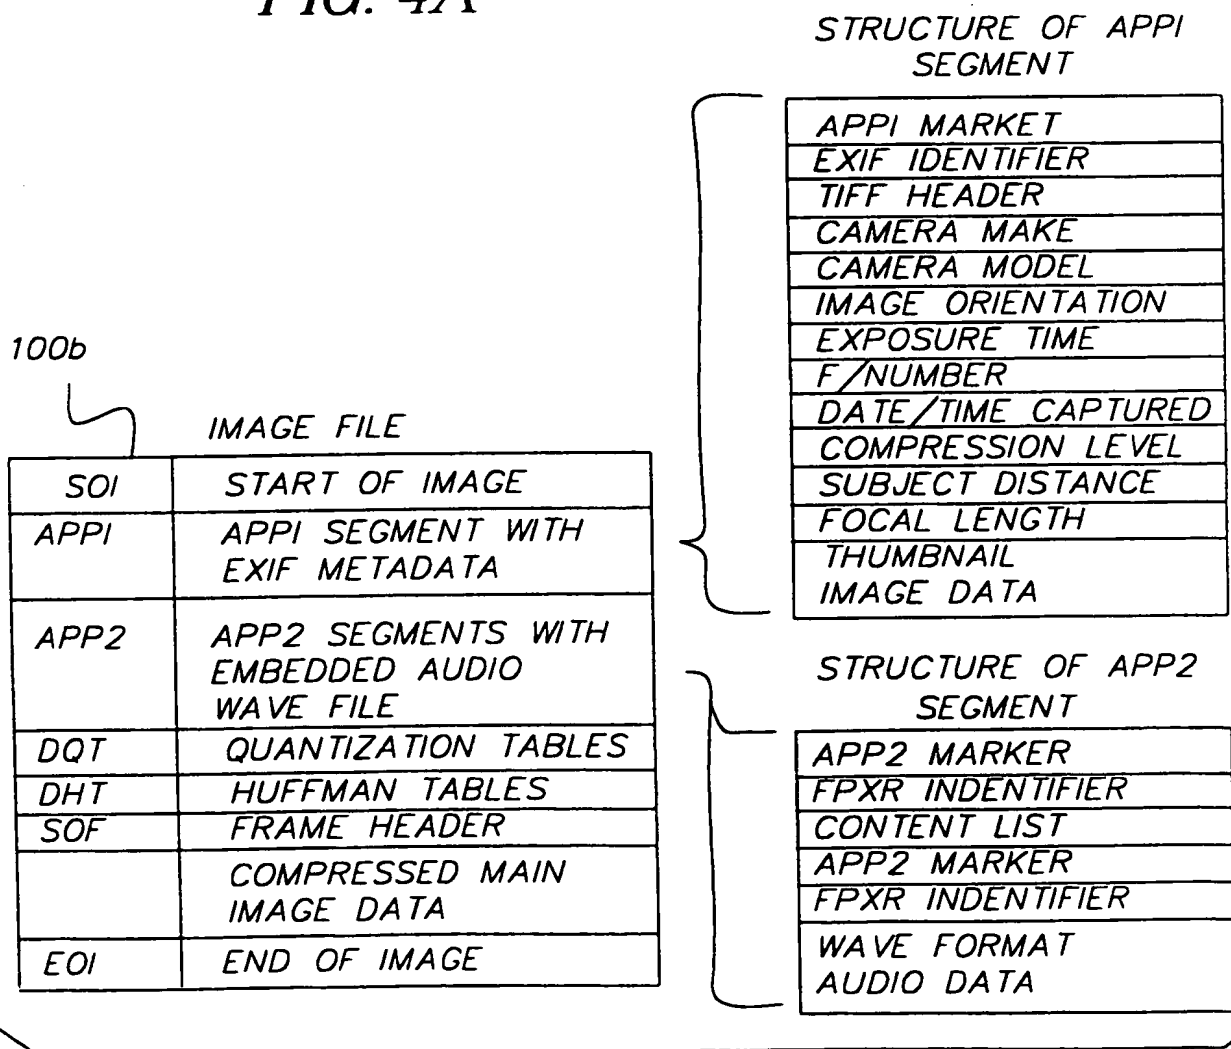 FIG. 4A
STRUCTURE OF APP1
SEGMENT
APP1 MARKET
EXIF IDENTIFIER
TIFF HEADER
CAMERA MAKE
CAMERA MODEL
IMAGE ORIENTATION
EXPOSURE TIME
F/NUMBER
DATE/TIME CAPTURED
COMPRESSION LEVEL
SUBJECT DISTANCE
FOCAL LENGTH
THUMBNAIL
IMAGE DATA
100b
IMAGE FILE
SOI START OF IMAGE
APP1 APP1 SEGMENT WITH
EXIF METADATA
APP2 APP2 SEGMENTS WITH
EMBEDDED AUDIO
WAVE FILE
DQT QUANTIZATION TABLES
DHT HUFFMAN TABLES
SOF FRAME HEADER
COMPRESSED MAIN
IMAGE DATA
EOI END OF IMAGE
STRUCTURE OF APP2
SEGMENT
APP2 MARKER
FPXR INDENTIFIER
CONTENT LIST
APP2 MARKER
FPXR INDENTIFIER
WAVE FORMAT
AUDIO DATA